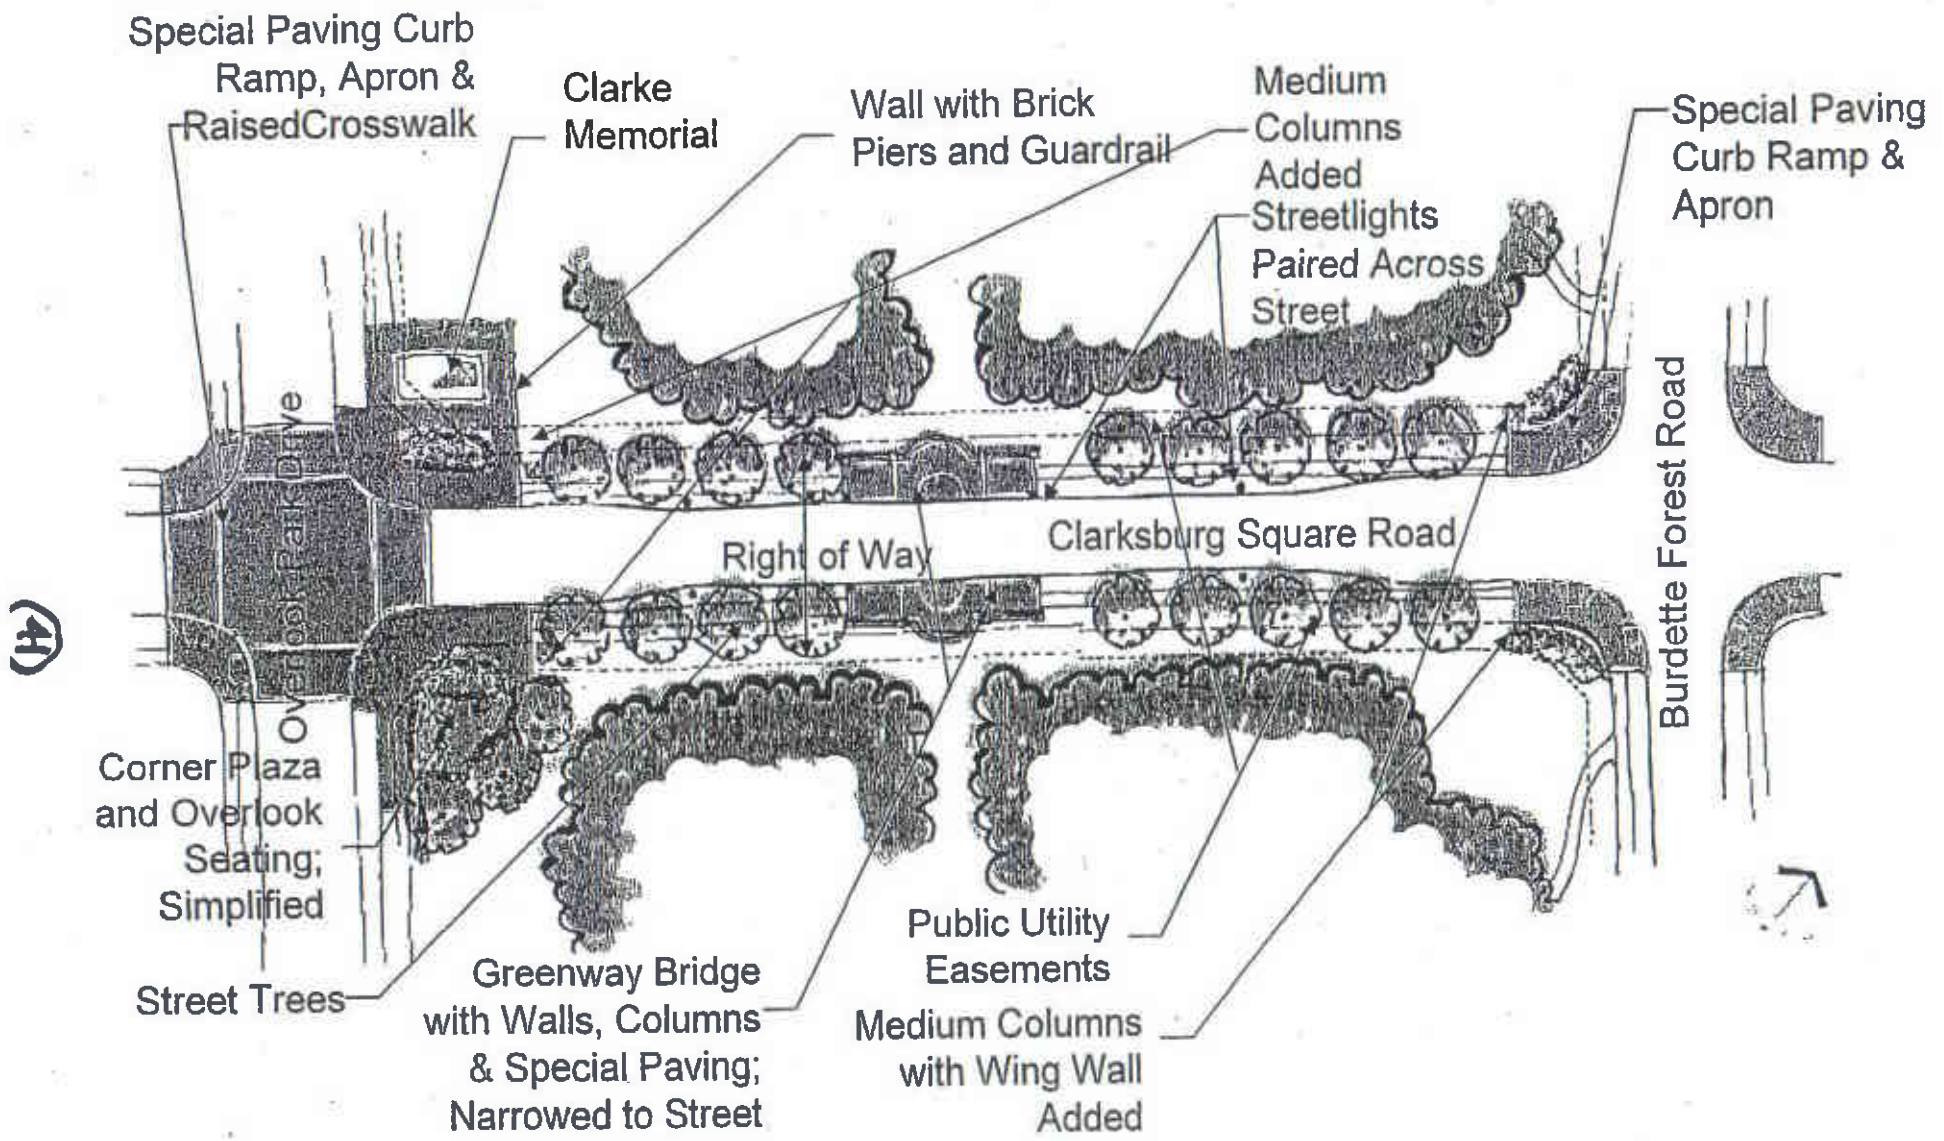 Special Paving Curb
Ramp, Apron &
RaisedCrosswalk
Clarke
Memorial
Wall with Brick
Piers and Guardrail
Medium
Columns
Added
Streetlights
Paired Across
Street
Special Paving
Curb Ramp &
Apron
Overlook Park Drive
Right of Way
Clarksburg Square Road
Burdette Forest Road
41
Corner Plaza
and Overlook
Seating;
Simplified
Street Trees
Greenway Bridge
with Walls, Columns
& Special Paving;
Narrowed to Street
Public Utility
Easements
Medium Columns
with Wing Wall
Added